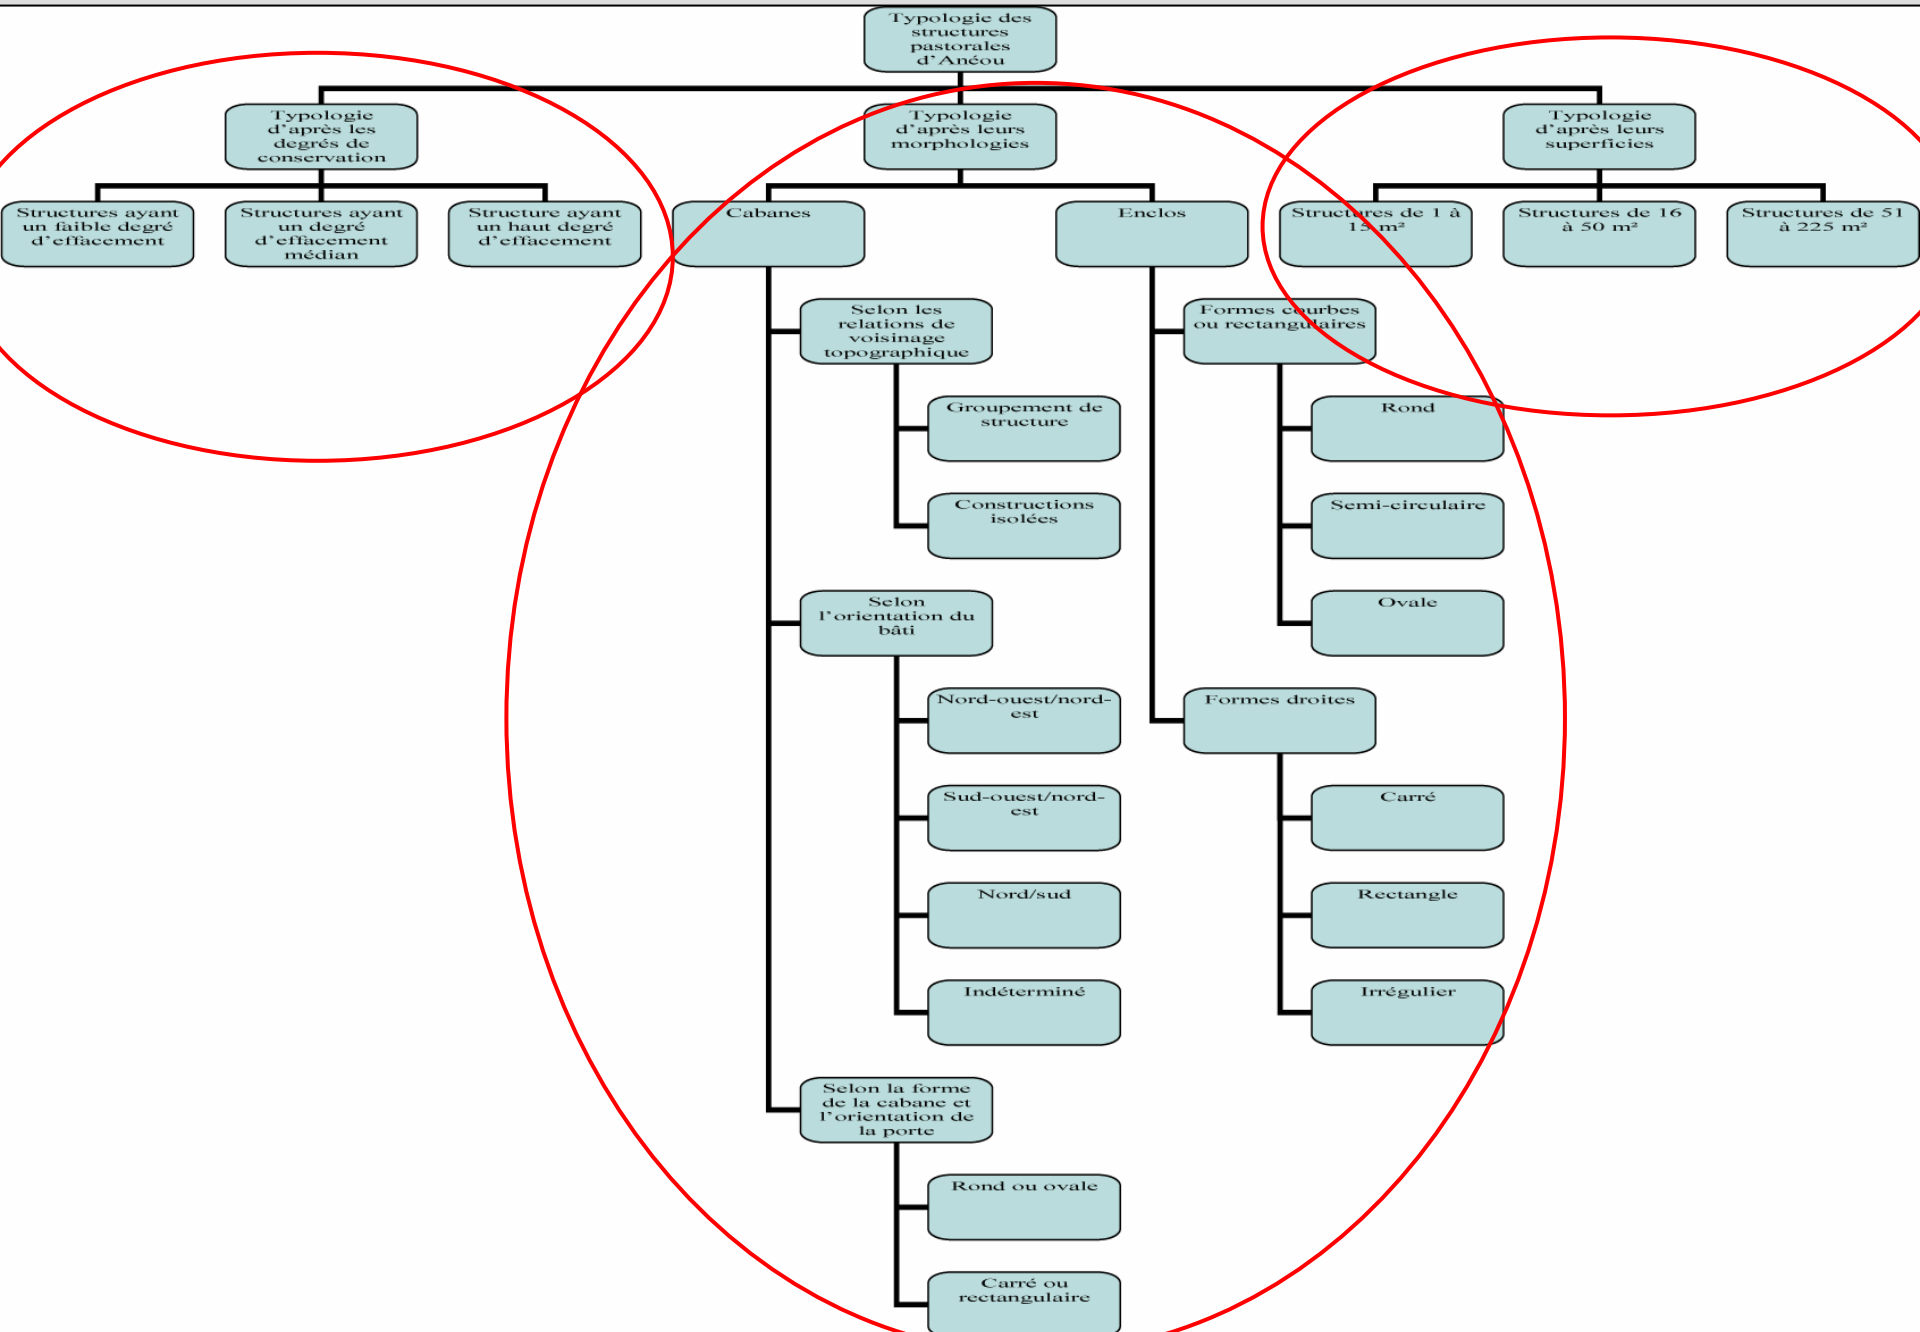 Typologie des
structures
pastorales
d'Anéou
Typologie
d'après les
degrés de
conservation
Typologie
d'après leurs
morphologies
Typologie
d'après leurs
superficies
Structures ayant
un faible degré
d'effacement
Structures ayant
un degré
d'effacement
médian
Structure ayant
un haut degré
d'effacement
Cabanes
Enclos
Structures de 1 à
15 m²
Structures de 16
à 50 m²
Structures de 51
à 225 m²
Selon les
relations de
voisinage
topographique
Groupement de
structure
Constructions
isolées
Selon
l'orientation du
bâti
Nord-ouest/nord-
est
Sud-ouest/nord-
est
Nord/sud
Indéterminé
Selon la forme
de la cabane et
l'orientation de
la porte
Rond ou ovale
Carré ou
rectangulaire
Formes courbes
ou rectangulaires
Rond
Semi-circulaire
Ovale
Formes droites
Carré
Rectangle
Irrégulier